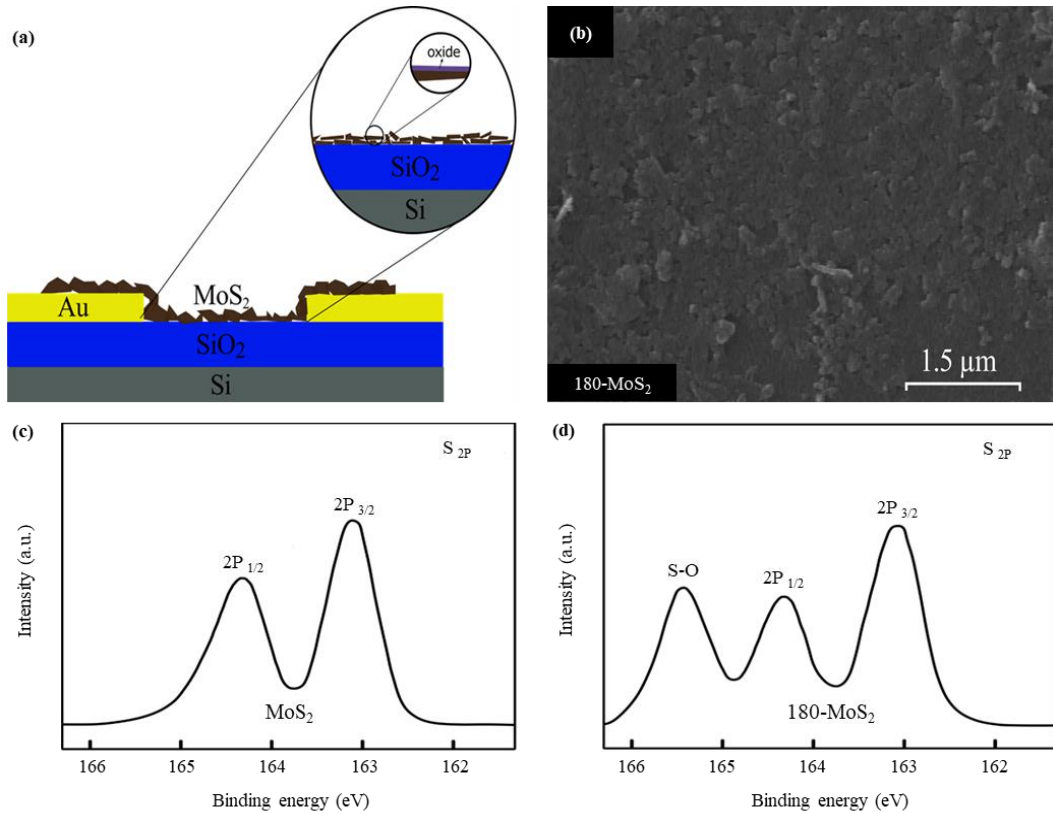 (a)
oxide
SiO₂
Si
MoS₂
Au
SiO₂
Si
(b)
1.5 μm
180-MoS₂
(c)
S 2P
2P 3/2
2P 1/2
MoS₂
Intensity (a.u.)
166 165 164 163 162
Binding energy (eV)
(d)
S 2P
2P 3/2
S-O
2P 1/2
180-MoS₂
Intensity (a.u.)
166 165 164 163 162
Binding energy (eV)